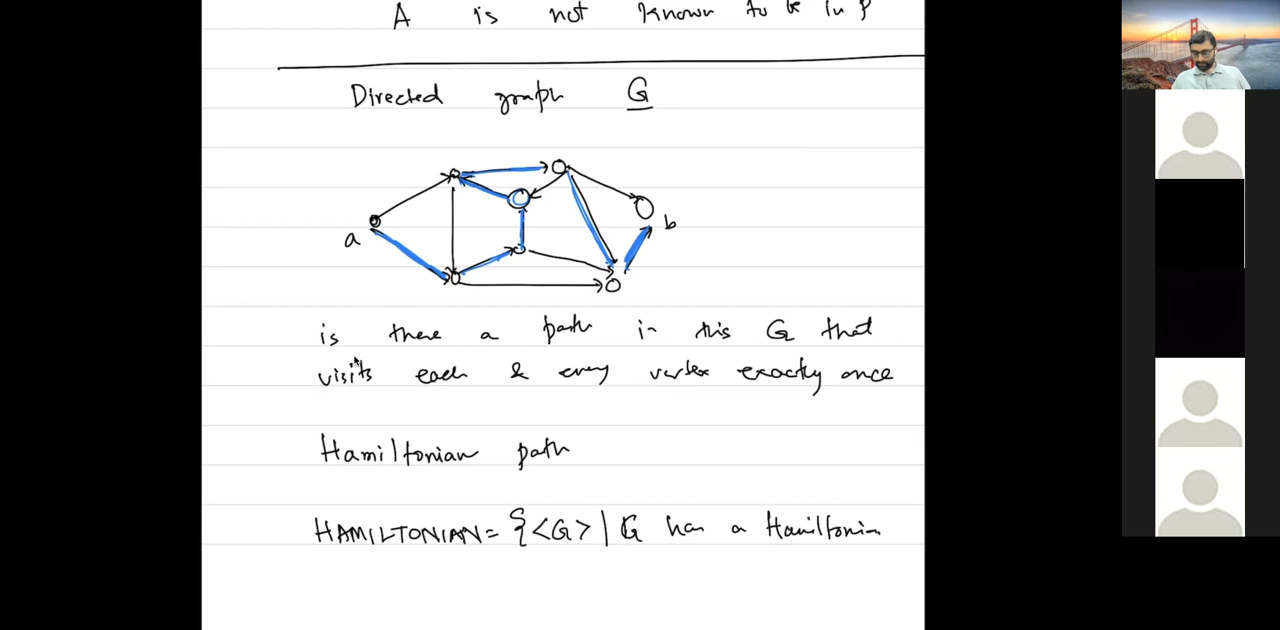 A is not known to be in P
Directed graph G
a
b
is there a path in this G that
visits each & every vertex exactly once
Hamiltonian path
HAMILTONIAN = {<G> | G has a Hamiltonian